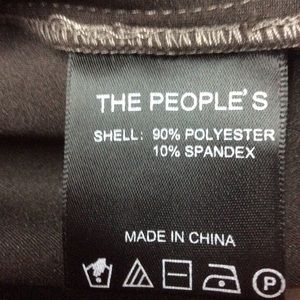 THE PEOPLE'S
SHELL: 90% POLYESTER
10% SPANDEX
MADE IN CHINA
P